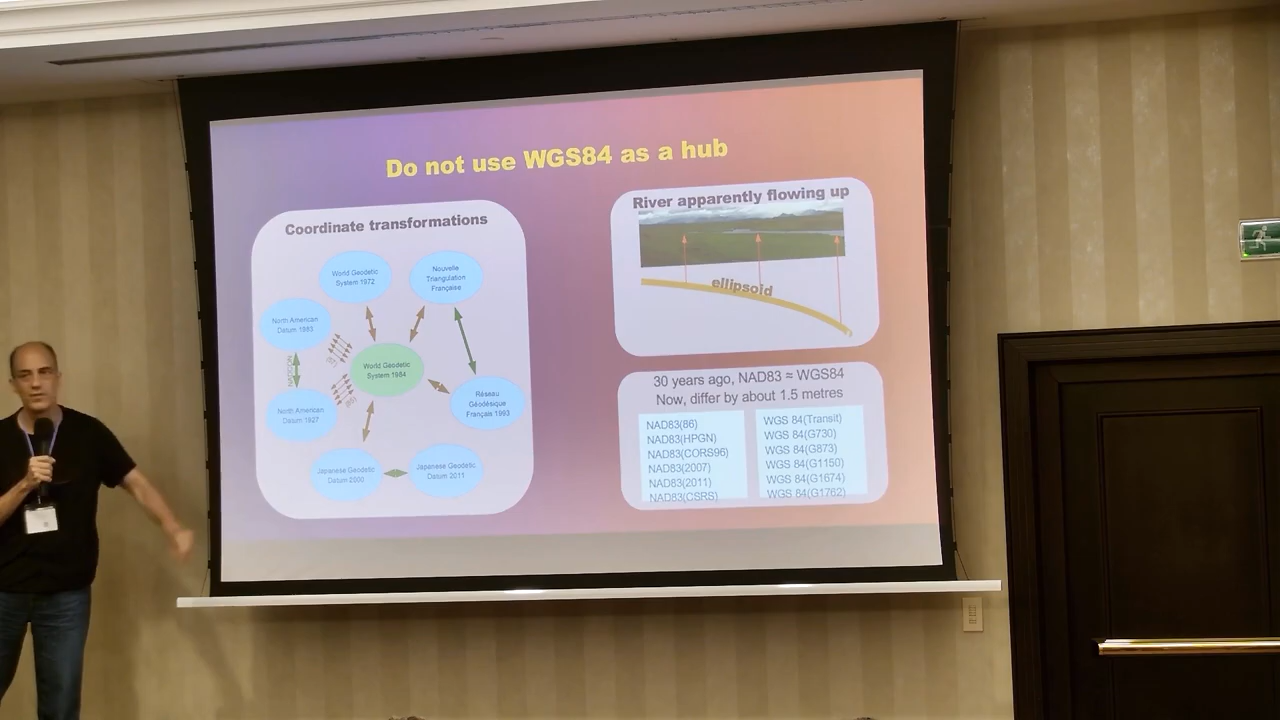 Do not use WGS84 as a hub
Coordinate transformations
World Geodetic
System 1972
Nouvelle
Triangulation
Française
North American
Datum 1983
World Geodetic
System 1984
North American
Datum 1927
Réseau
Géodésique
Français 1993
Japanese Geodetic
Datum 2000
Japanese Geodetic
Datum 2011
River apparently flowing up
ellipsoid
30 years ago, NAD83 ≈ WGS84
Now, differ by about 1.5 metres
NAD83(86)
NAD83(HPGN)
NAD83(CORS96)
NAD83(2007)
NAD83(2011)
NAD83(CSRS)
WGS 84(Transit)
WGS 84(G730)
WGS 84(G873)
WGS 84(G1150)
WGS 84(G1674)
WGS 84(G1762)